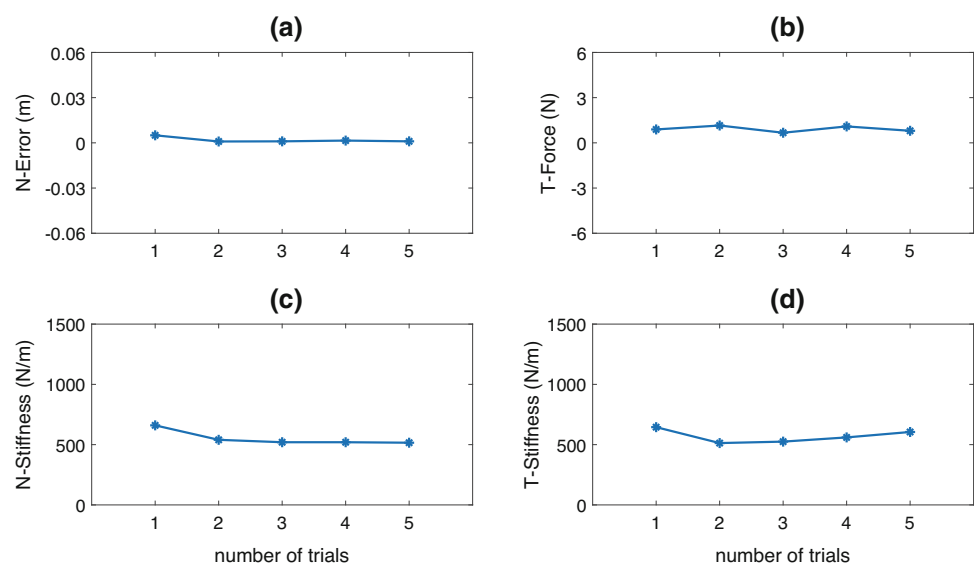 (a)
N-Error (m)
0.06
0.03
0
-0.03
-0.06
1 2 3 4 5
(b)
T-Force (N)
6
3
0
-3
-6
1 2 3 4 5
(c)
N-Stiffness (N/m)
1500
1000
500
0
1 2 3 4 5
number of trials
(d)
T-Stiffness (N/m)
1500
1000
500
0
1 2 3 4 5
number of trials